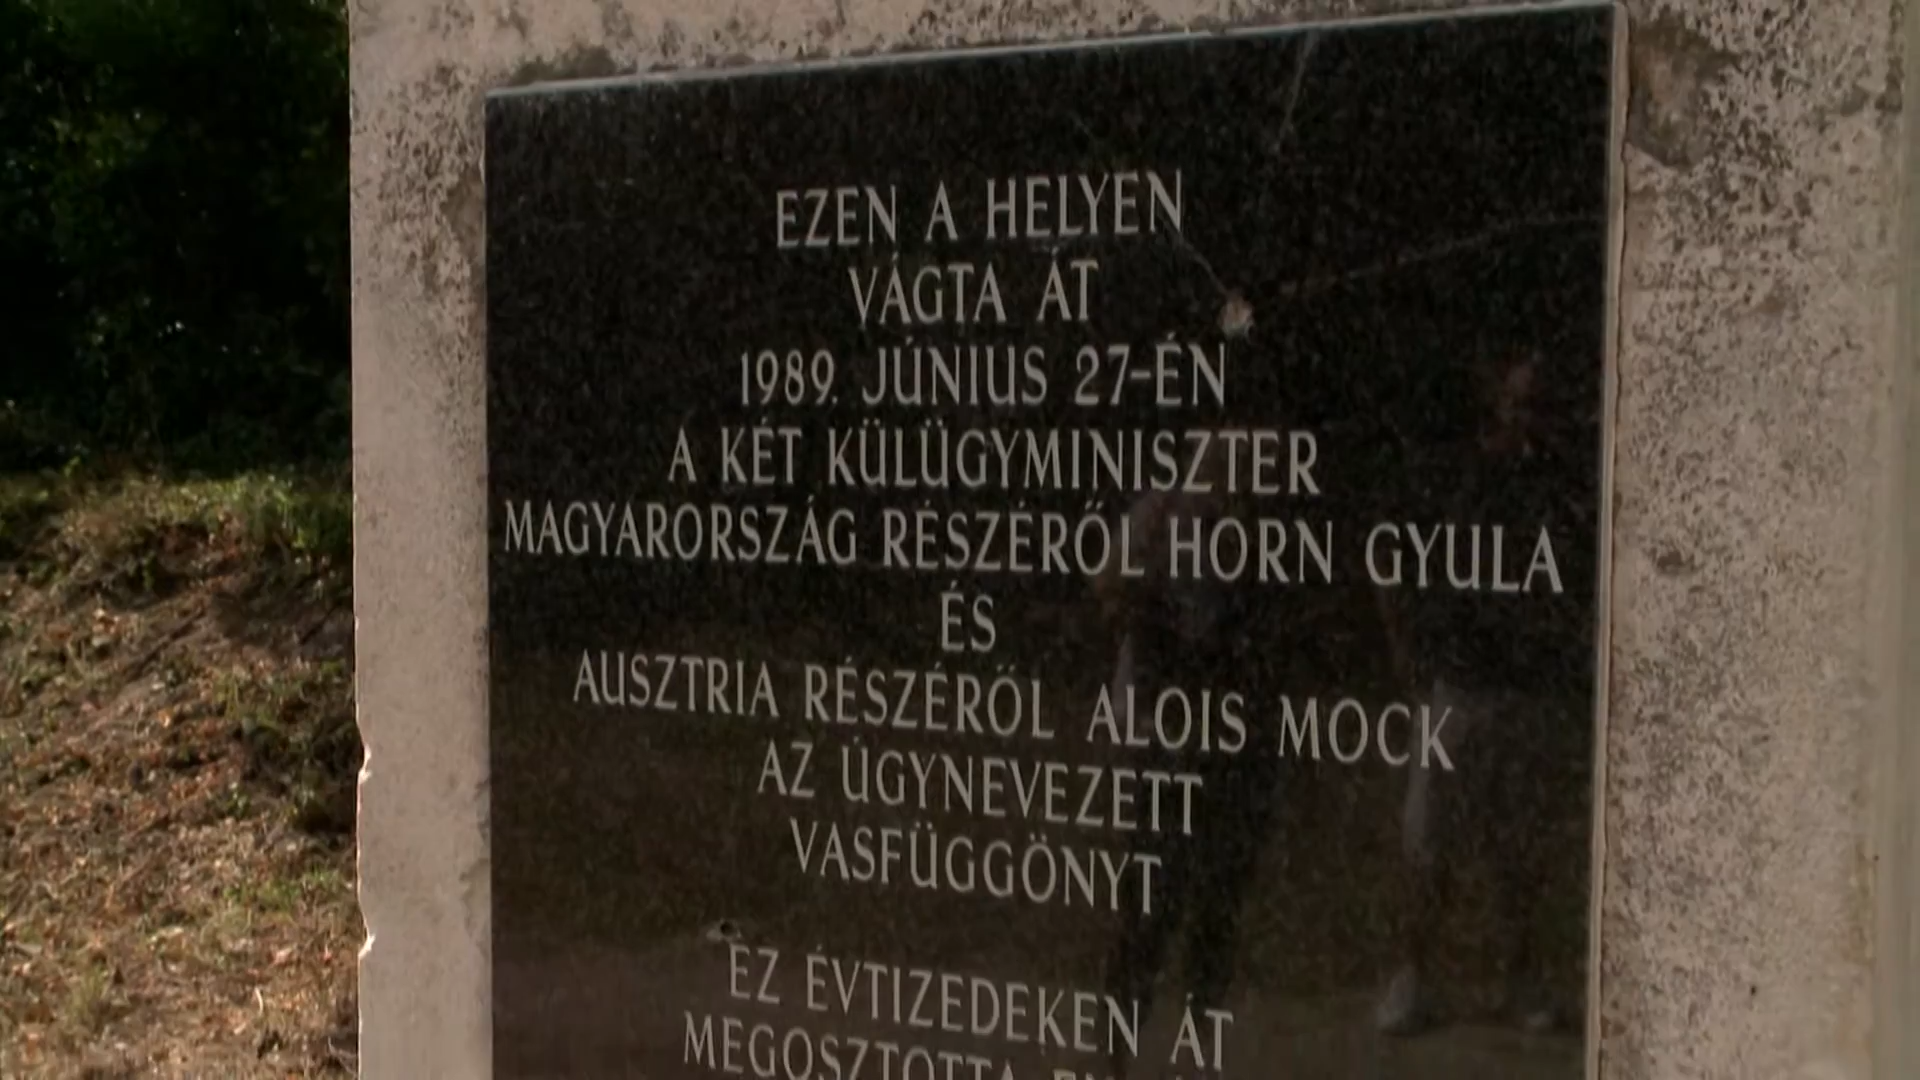 EZEN A HELYEN
VÁGTA ÁT
1989. JÚNIUS 27-ÉN
A KÉT KÜLÜGYMINISZTER
MAGYARORSZÁG RÉSZÉRŐL HORN GYULA
ÉS
AUSZTRIA RÉSZÉRŐL ALOIS MOCK
AZ ÚGYNEVEZETT
VASFÜGGÖNYT
EZ ÉVTIZEDEKEN ÁT
MEGOSZTOTTA